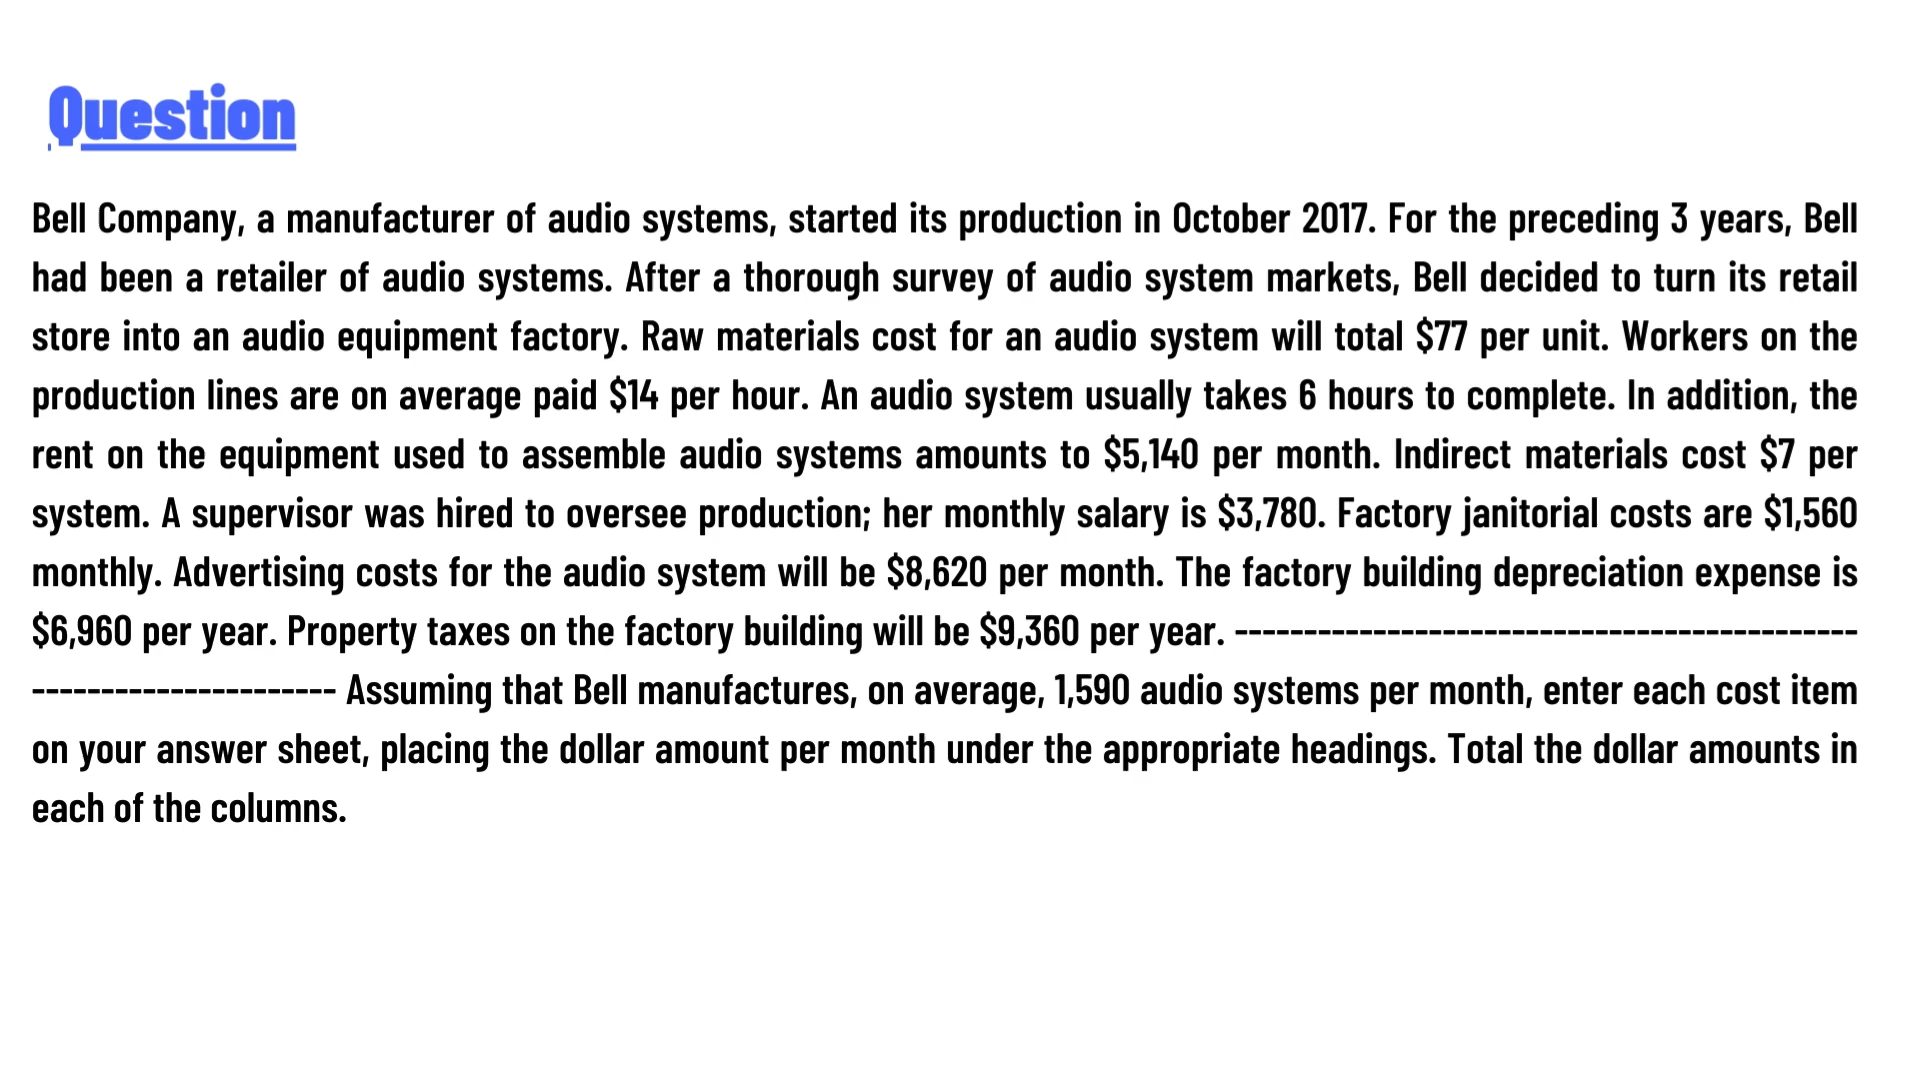 Question
Bell Company, a manufacturer of audio systems, started its production in October 2017. For the preceding 3 years, Bell
had been a retailer of audio systems. After a thorough survey of audio system markets, Bell decided to turn its retail
store into an audio equipment factory. Raw materials cost for an audio system will total $77 per unit. Workers on the
production lines are on average paid $14 per hour. An audio system usually takes 6 hours to complete. In addition, the
rent on the equipment used to assemble audio systems amounts to $5,140 per month. Indirect materials cost $7 per
system. A supervisor was hired to oversee production; her monthly salary is $3,780. Factory janitorial costs are $1,560
monthly. Advertising costs for the audio system will be $8,620 per month. The factory building depreciation expense is
$6,960 per year. Property taxes on the factory building will be $9,360 per year. ---------------------------------------------
---------------------- Assuming that Bell manufactures, on average, 1,590 audio systems per month, enter each cost item
on your answer sheet, placing the dollar amount per month under the appropriate headings. Total the dollar amounts in
each of the columns.